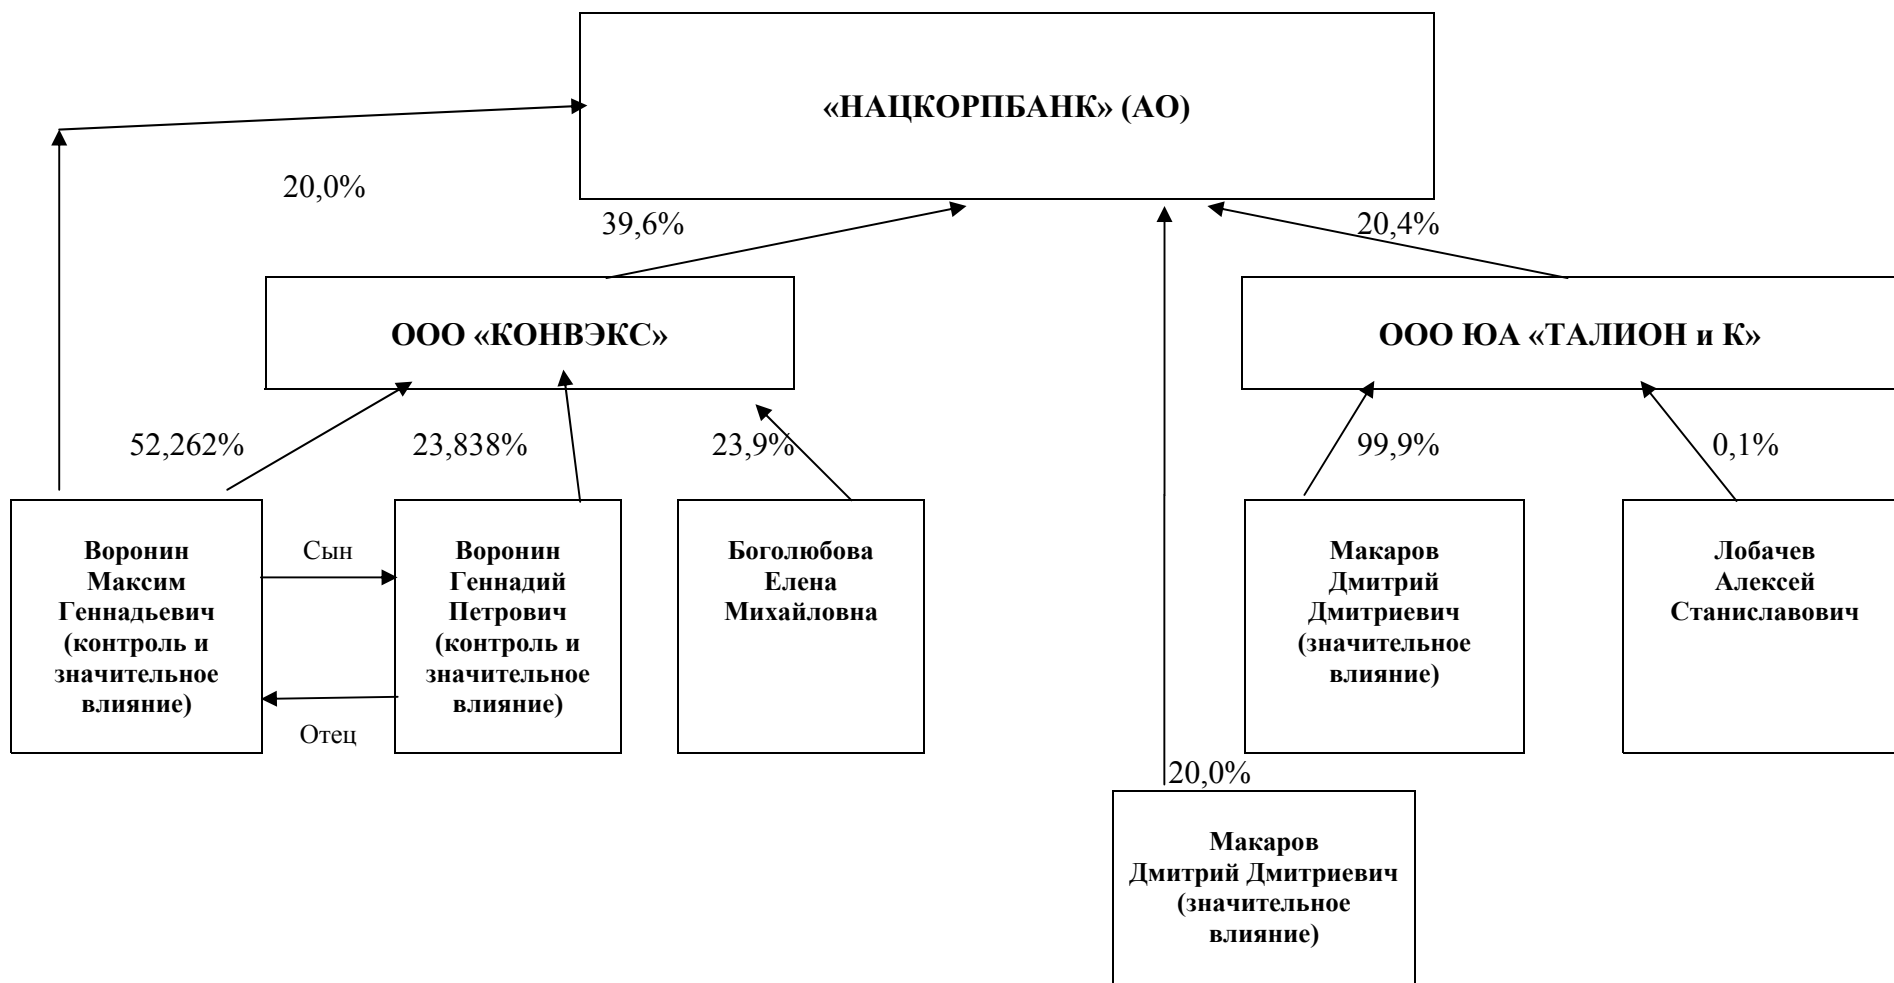 «НАЦКОРПБАНК» (АО)
20,0%
39,6%
20,4%
ООО «КОНВЭКС»
ООО ЮА «ТАЛИОН и К»
52,262%
23,838%
23,9%
99,9%
0,1%
Воронин
Максим
Геннадьевич
(контроль и
значительное
влияние)
Сын
Отец
Воронин
Геннадий
Петрович
(контроль и
значительное
влияние)
Боголюбова
Елена
Михайловна
Макаров
Дмитрий
Дмитриевич
(значительное
влияние)
Лобачев
Алексей
Станиславович
20,0%
Макаров
Дмитрий Дмитриевич
(значительное
влияние)